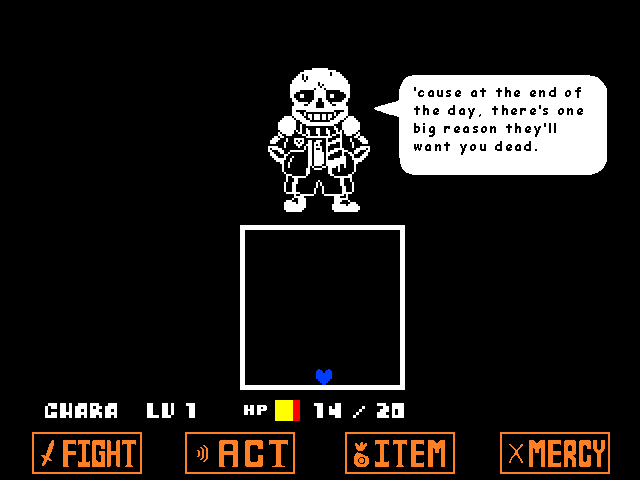 'cause at the end of
the day, there's one
big reason they'll
want you dead.
CHARA LV 1 HP 14 / 20
FIGHT ACT ITEM MERCY